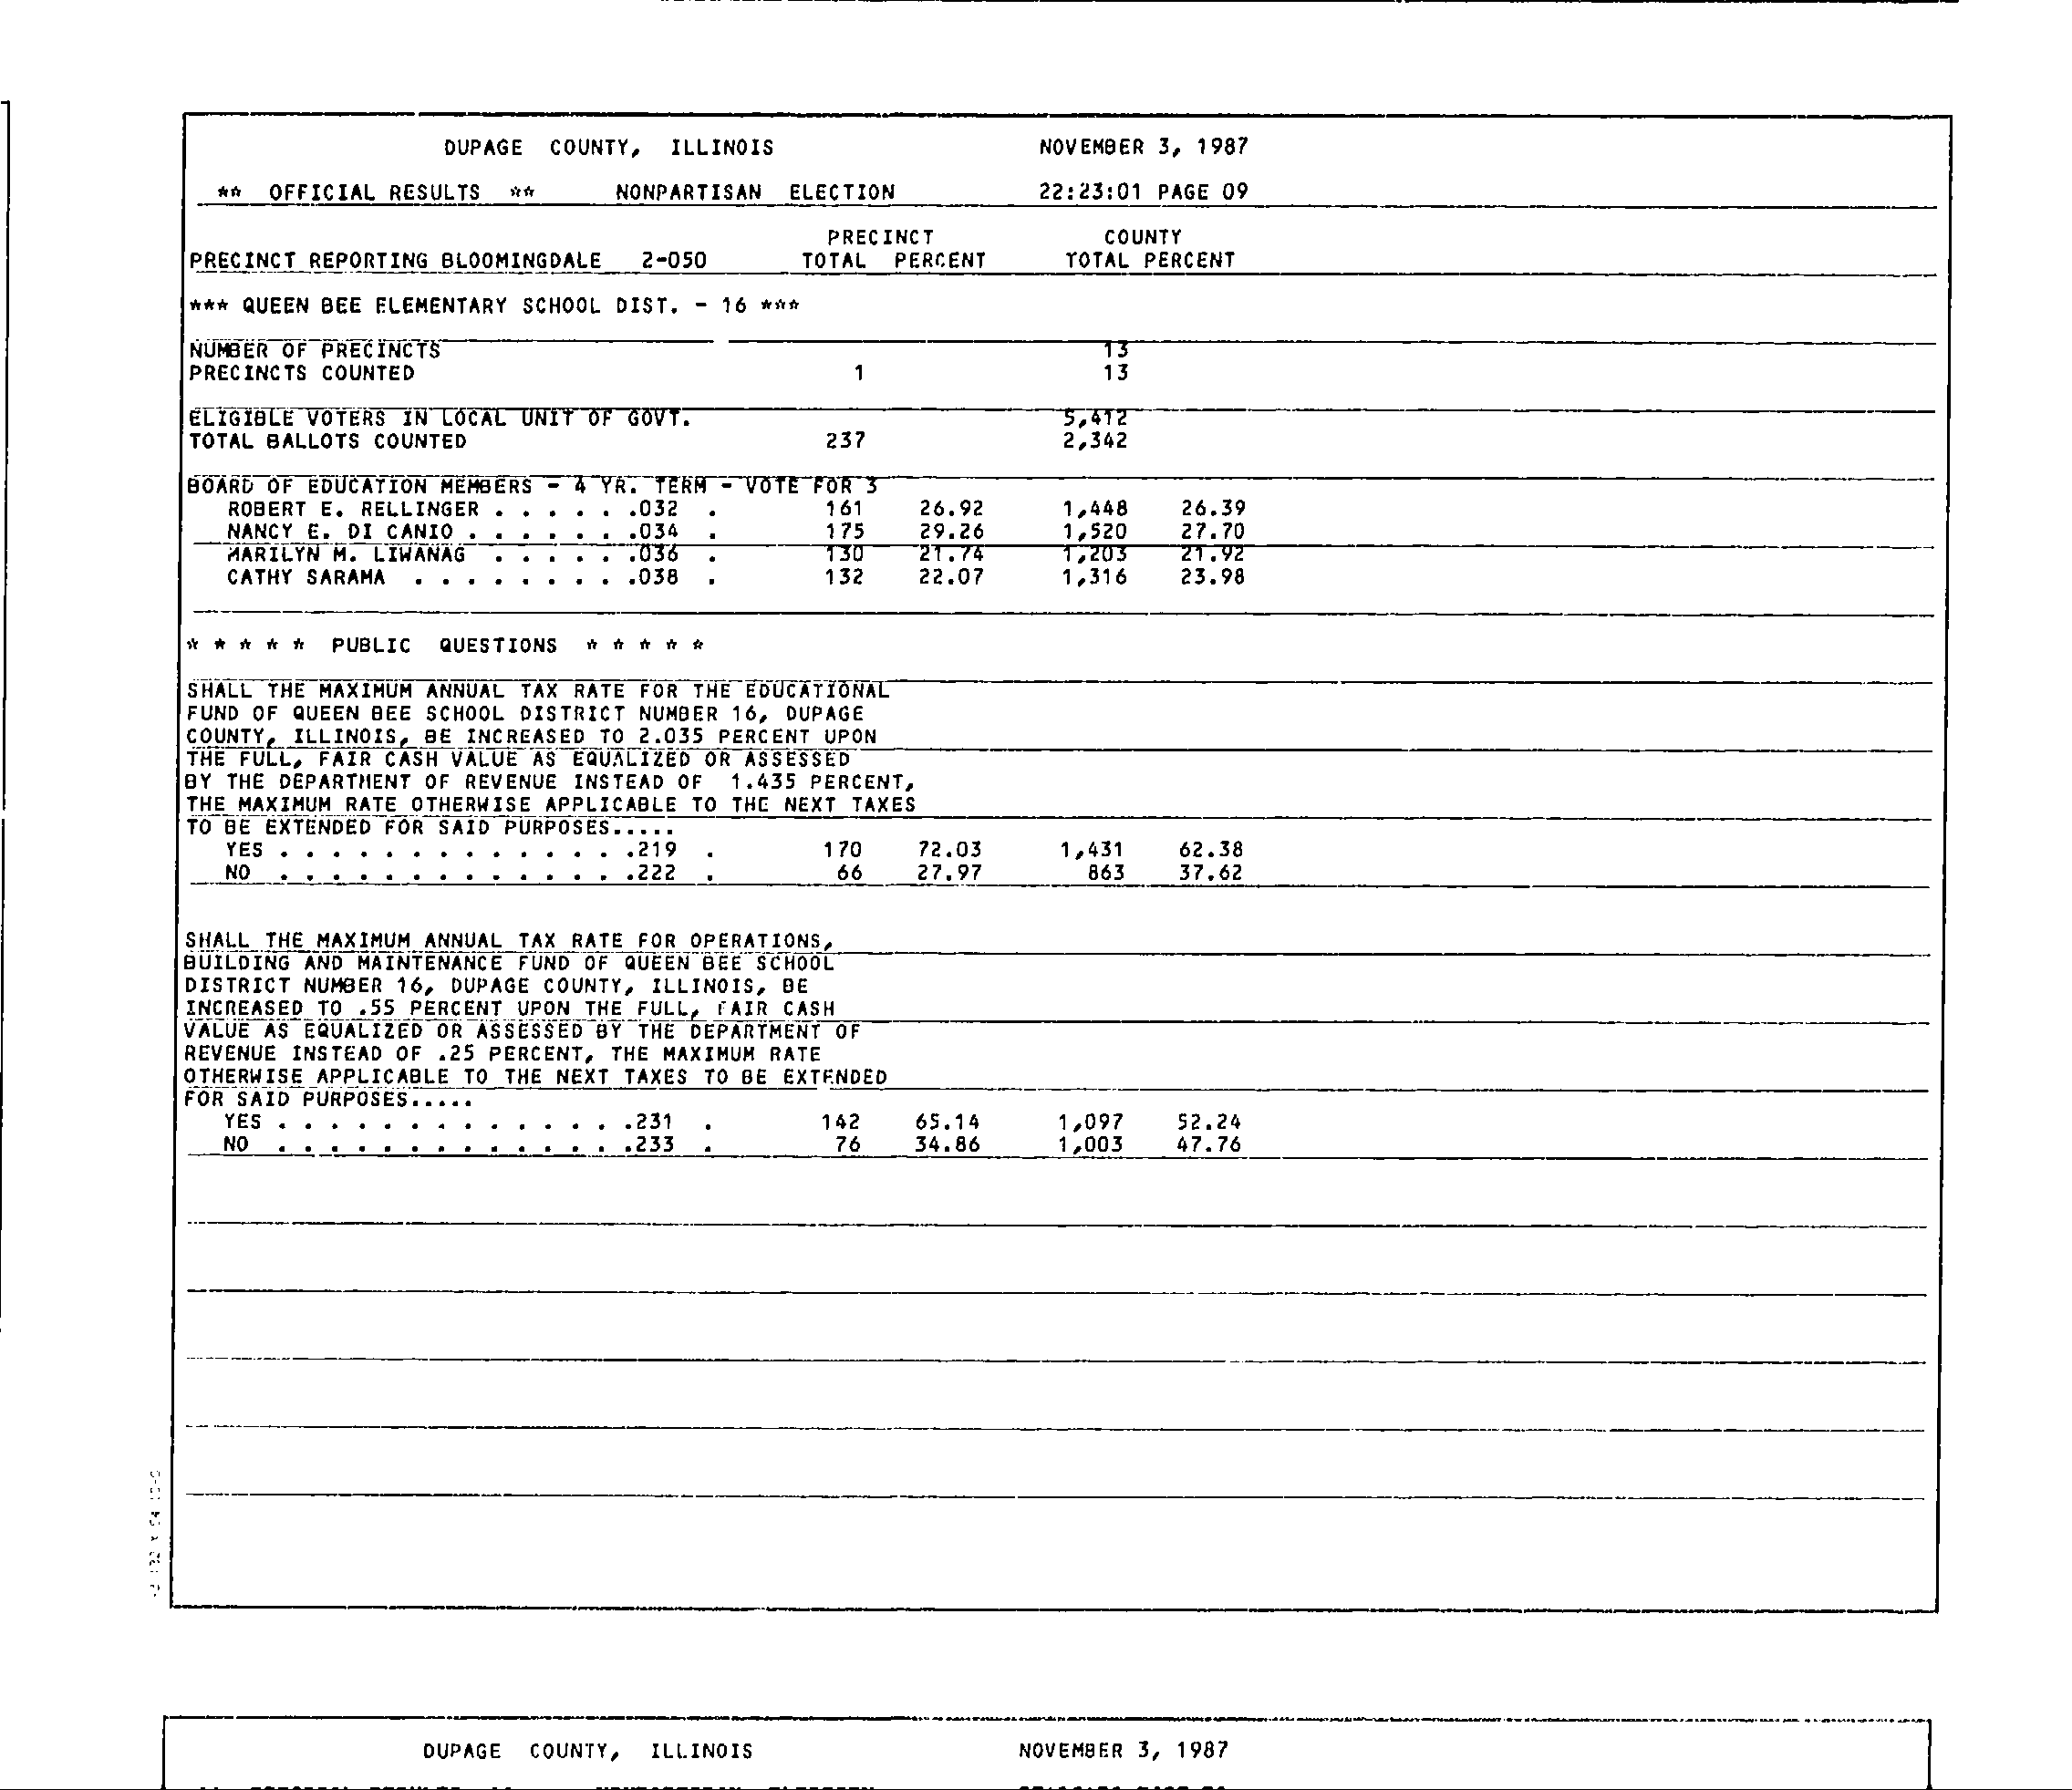 DUPAGE COUNTY, ILLINOIS NOVEMBER 3, 1987
** OFFICIAL RESULTS ** NONPARTISAN ELECTION 22:23:01 PAGE 09
PRECINCT COUNTY
PRECINCT REPORTING BLOOMINGDALE 2-050 TOTAL PERCENT TOTAL PERCENT
*** QUEEN BEE ELEMENTARY SCHOOL DIST. - 16 ***
NUMBER OF PRECINCTS 13
PRECINCTS COUNTED 1 13
ELIGIBLE VOTERS IN LOCAL UNIT OF GOVT. 5,412
TOTAL BALLOTS COUNTED 237 2,342
BOARD OF EDUCATION MEMBERS - 4 YR. TERM - VOTE FOR 3
ROBERT E. RELLINGER . . . . . .032 . 161 26.92 1,448 26.39
NANCY E. DI CANIO . . . . . . .034 . 175 29.26 1,520 27.70
MARILYN M. LIWANAG . . . . . .036 . 130 21.74 1,203 21.92
CATHY SARAMA . . . . . . . . .038 . 132 22.07 1,316 23.98
* * * * * PUBLIC QUESTIONS * * * * *
SHALL THE MAXIMUM ANNUAL TAX RATE FOR THE EDUCATIONAL
FUND OF QUEEN BEE SCHOOL DISTRICT NUMBER 16, DUPAGE
COUNTY, ILLINOIS, BE INCREASED TO 2.035 PERCENT UPON
THE FULL, FAIR CASH VALUE AS EQUALIZED OR ASSESSED
BY THE DEPARTMENT OF REVENUE INSTEAD OF 1.435 PERCENT,
THE MAXIMUM RATE OTHERWISE APPLICABLE TO THE NEXT TAXES
TO BE EXTENDED FOR SAID PURPOSES.....
YES . . . . . . . . . . . . . .219 . 170 72.03 1,431 62.38
NO . . . . . . . . . . . . . .222 . 66 27.97 863 37.62
SHALL THE MAXIMUM ANNUAL TAX RATE FOR OPERATIONS,
BUILDING AND MAINTENANCE FUND OF QUEEN BEE SCHOOL
DISTRICT NUMBER 16, DUPAGE COUNTY, ILLINOIS, BE
INCREASED TO .55 PERCENT UPON THE FULL, FAIR CASH
VALUE AS EQUALIZED OR ASSESSED BY THE DEPARTMENT OF
REVENUE INSTEAD OF .25 PERCENT, THE MAXIMUM RATE
OTHERWISE APPLICABLE TO THE NEXT TAXES TO BE EXTENDED
FOR SAID PURPOSES.....
YES . . . . . . . . . . . . . .231 . 142 65.14 1,097 52.24
NO . . . . . . . . . . . . . .233 . 76 34.86 1,003 47.76
DUPAGE COUNTY, ILLINOIS NOVEMBER 3, 1987